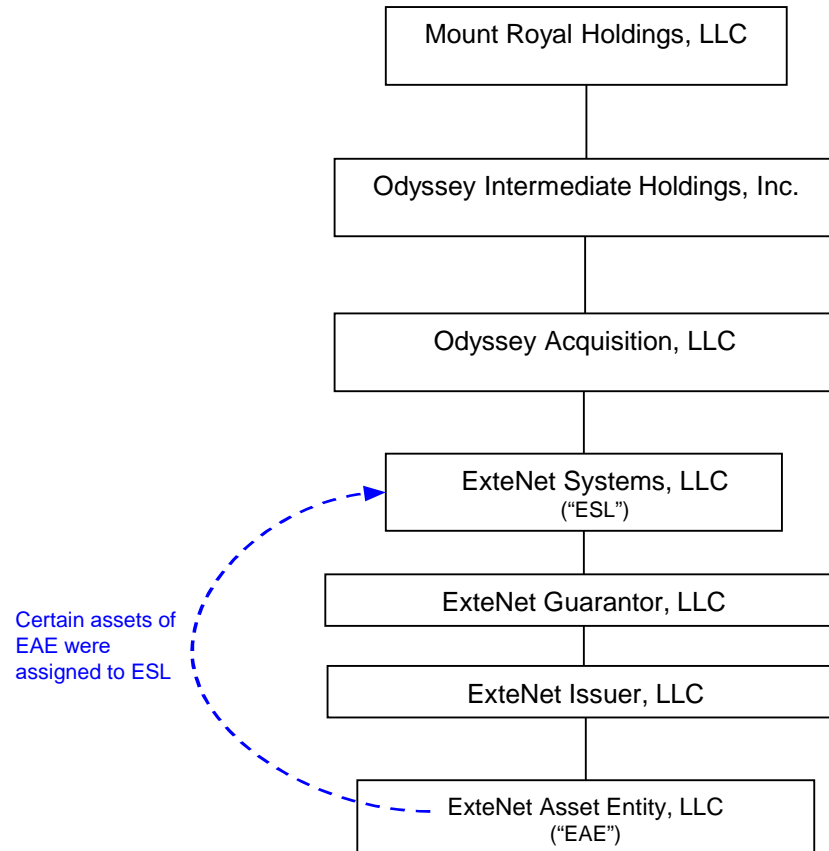 Mount Royal Holdings, LLC
Odyssey Intermediate Holdings, Inc.
Odyssey Acquisition, LLC
ExteNet Systems, LLC
(“ESL”)
ExteNet Guarantor, LLC
Certain assets of
EAE were
assigned to ESL
ExteNet Issuer, LLC
ExteNet Asset Entity, LLC
(“EAE”)